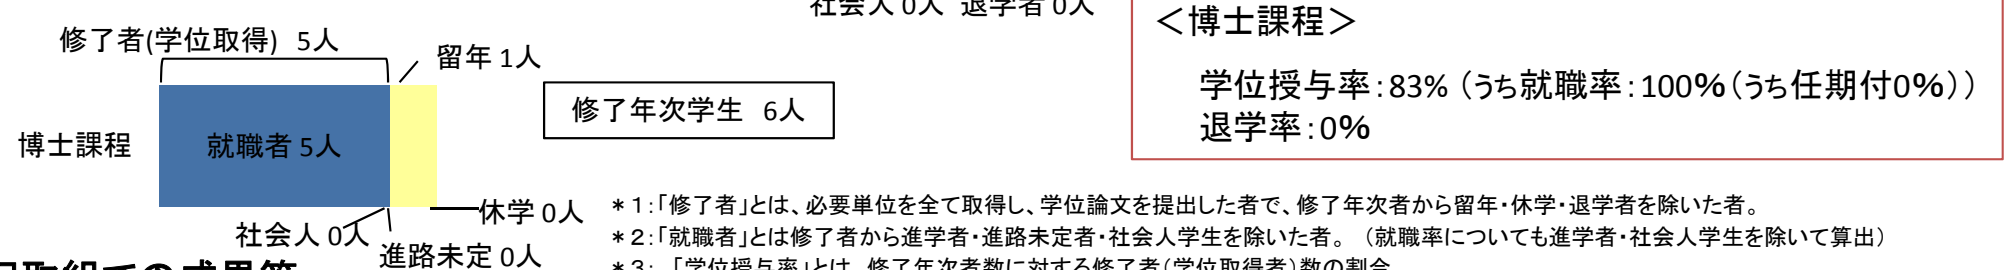 社会人 0人 退学者 0人
＜博士課程＞
修了者(学位取得) 5人
留年 1人
学位授与率：83% （うち就職率：100%（うち任期付0%））
修了年次学生 6人
退学率：0%
博士課程
就職者 5人
休学 0人
＊1：「修了者」とは、必要単位を全て取得し、学位論文を提出した者で、修了年次者から留年・休学・退学者を除いた者。
社会人 0人
＊2：「就職者」とは修了者から進学者・進路未定者・社会人学生を除いた者。 （就職率についても進学者・社会人学生を除いて算出）
進路未定 0人
＊3： 「学位授与率」とは、修了年次者数に対する修了者（学位取得者）数の割合
取組での成果等